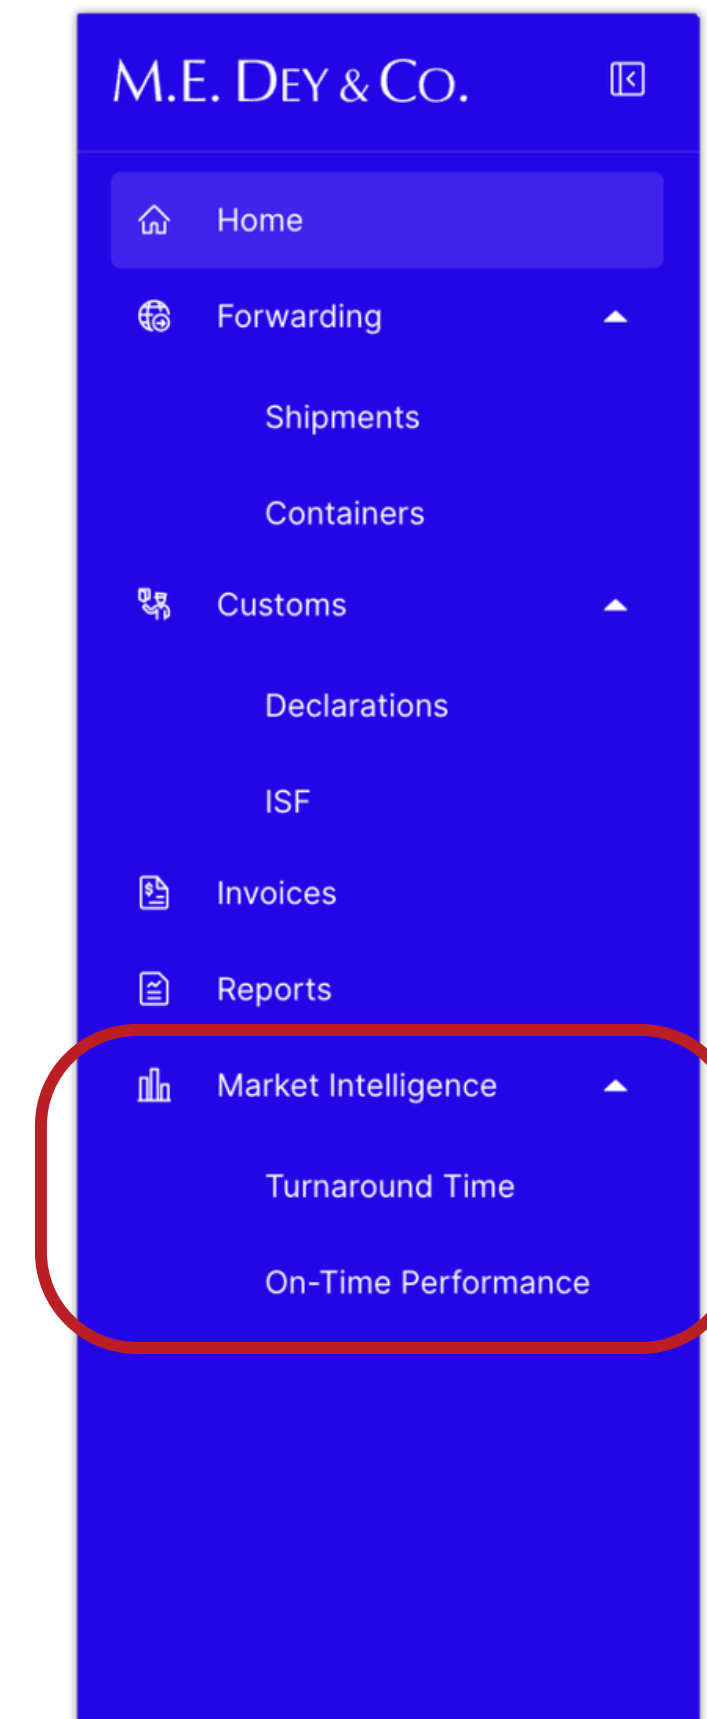 M.E. DEY & CO.
Home
Forwarding
Shipments
Containers
Customs
Declarations
ISF
Invoices
Reports
Market Intelligence
Turnaround Time
On-Time Performance